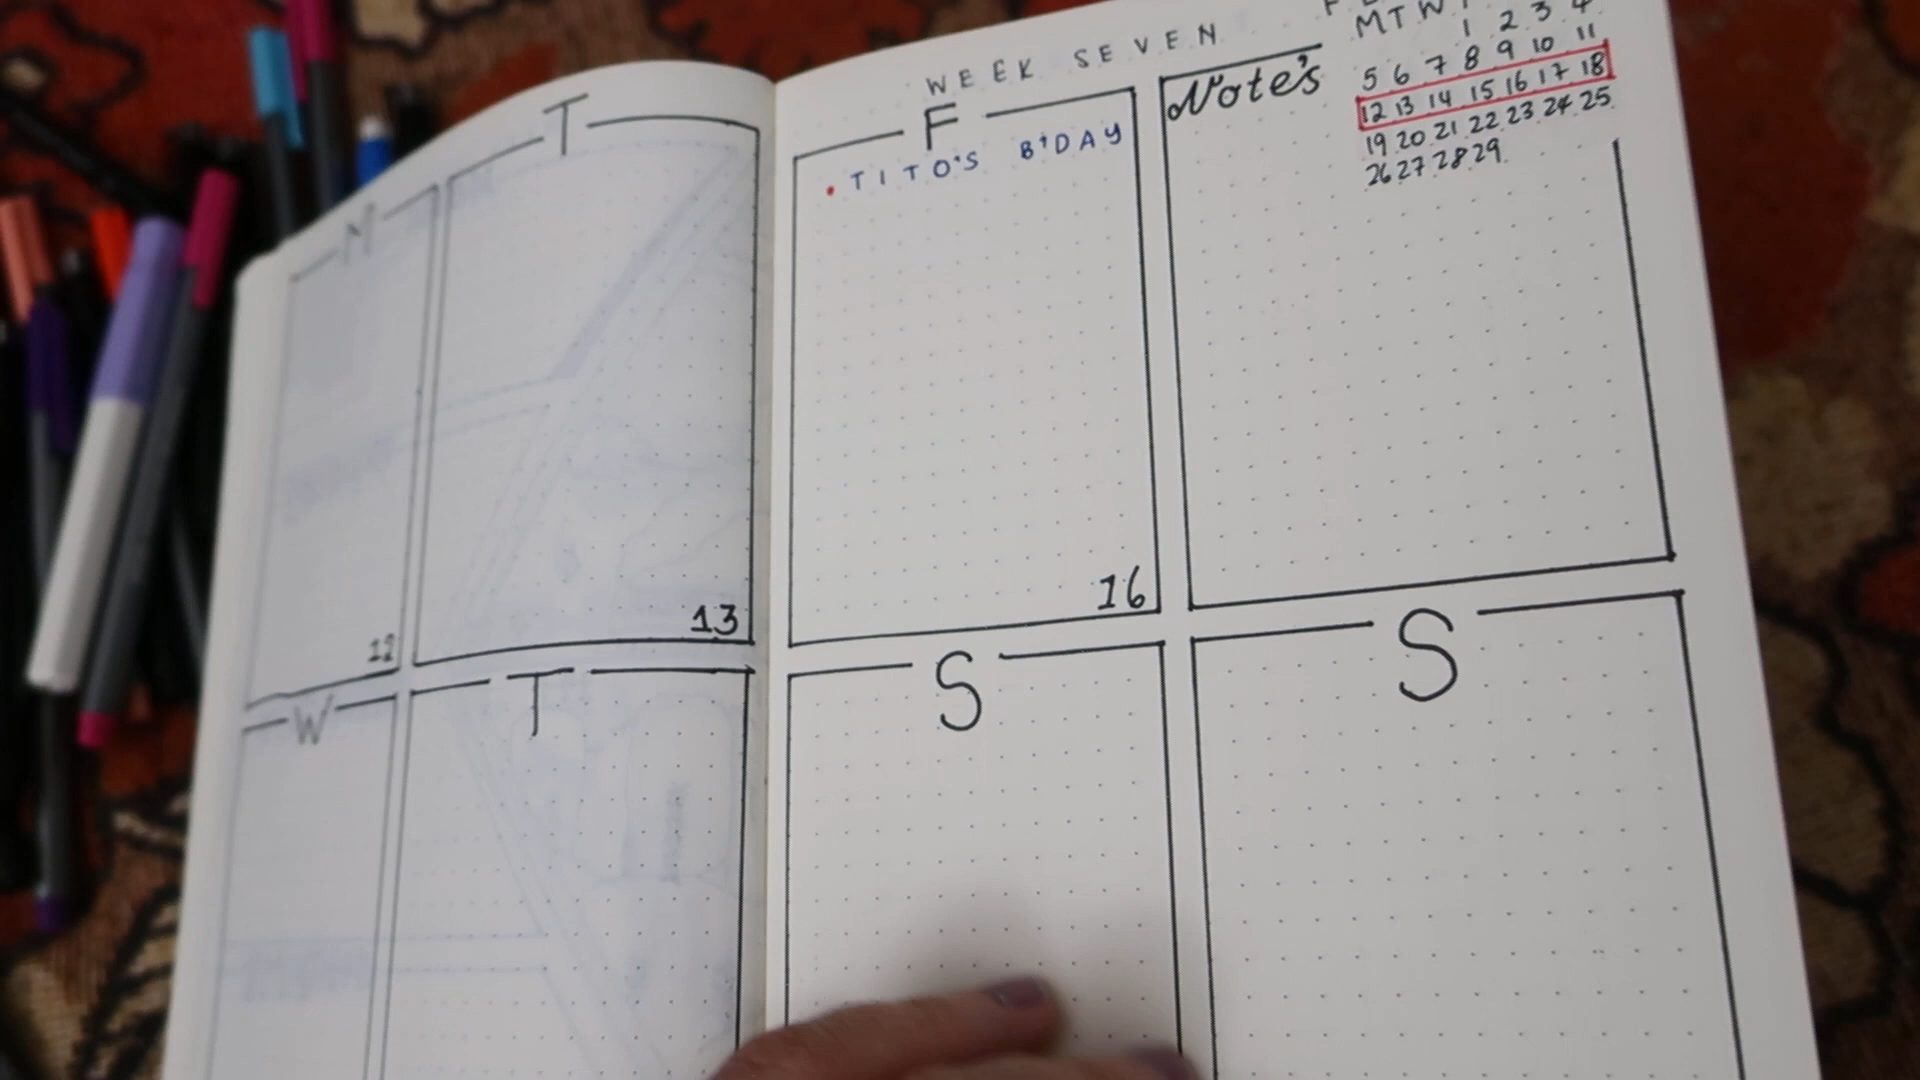 M
T
12
13
W
T
WEEK SEVEN
F
• TITO'S B'DAY
16
Note's
M T W
1 2 3 4
5 6 7 8 9 10 11
12 13 14 15 16 17 18
19 20 21 22 23 24 25
26 27 28 29
S
S